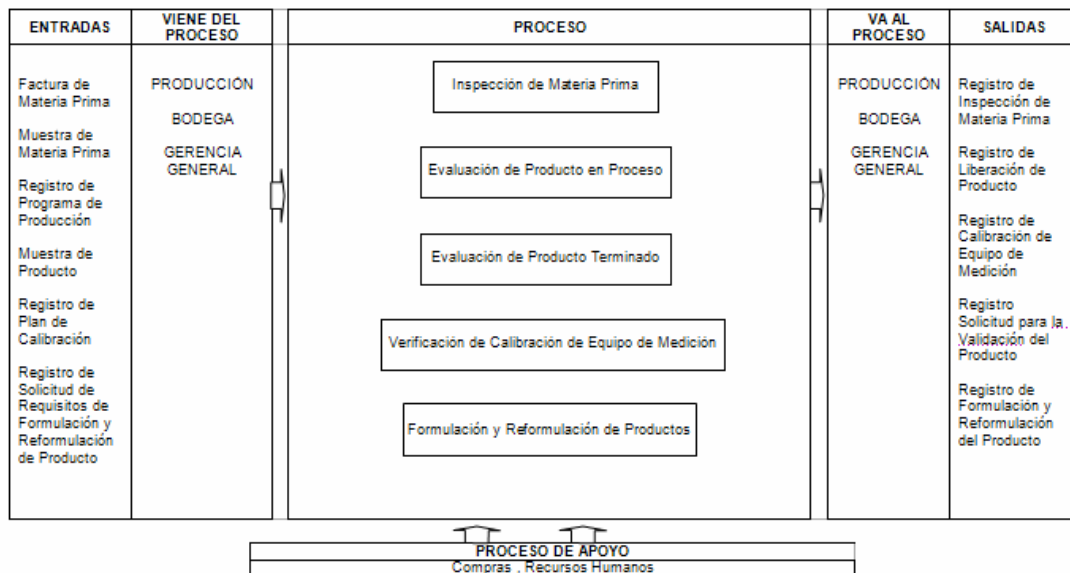 ENTRADAS
Factura de
Materia Prima
Muestra de
Materia Prima
Registro de
Programa de
Producción
Muestra de
Producto
Registro de
Plan de
Calibración
Registro de
Solicitud de
Requisitos de
Formulación y
Reformulación
de Producto
VIENE DEL
PROCESO
PRODUCCIÓN
BODEGA
GERENCIA
GENERAL
PROCESO
Inspección de Materia Prima
Evaluación de Producto en Proceso
Evaluación de Producto Terminado
Verificación de Calibración de Equipo de Medición
Formulación y Reformulación de Productos
VA AL
PROCESO
PRODUCCIÓN
BODEGA
GERENCIA
GENERAL
SALIDAS
Registro de
Inspección de
Materia Prima
Registro de
Liberación de
Producto
Registro de
Calibración de
Equipo de
Medición
Registro
Solicitud para la
Validación del
Producto
Registro de
Formulación y
Reformulación
del Producto
PROCESO DE APOYO
Compras , Recursos Humanos